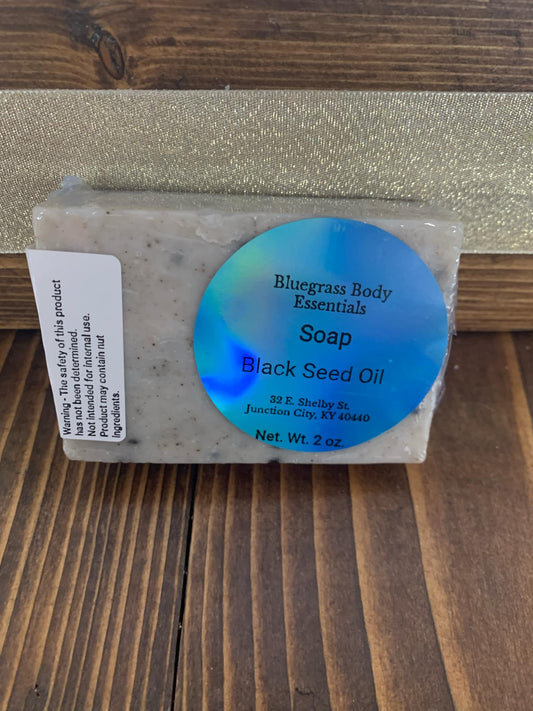 Bluegrass Body
Essentials
Soap
Black Seed Oil
32 E. Shelby St.
Junction City, KY 40440
Net. Wt. 2 oz.
Warning - The safety of this product
has not been determined.
Not intended for internal use.
Product may contain nut
ingredients.